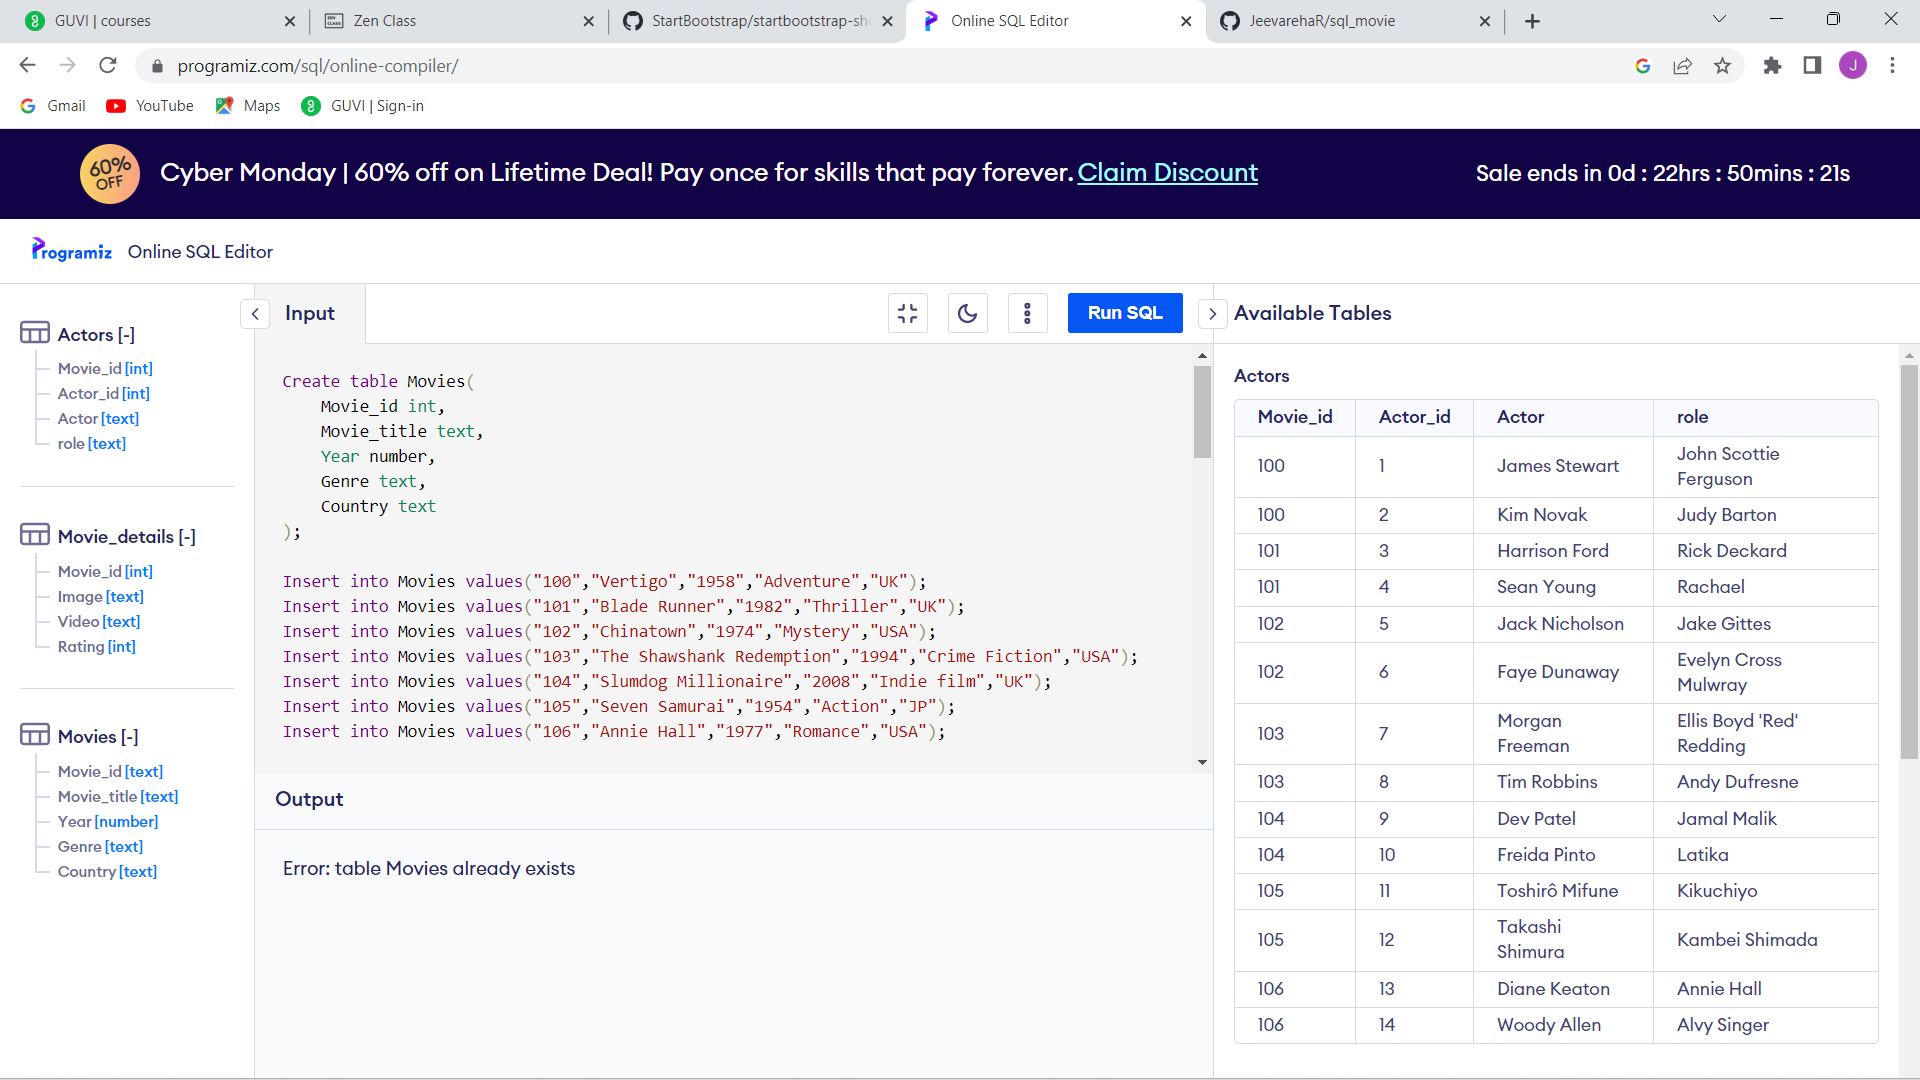 GUVI | courses
Zen Class
StartBootstrap/startbootstrap-sh
Online SQL Editor
JeevarehaR/sql_movie
programiz.com/sql/online-compiler/
J
Gmail
YouTube
Maps
GUVI | Sign-in
60%
OFF
Cyber Monday | 60% off on Lifetime Deal! Pay once for skills that pay forever. Claim Discount
Sale ends in 0d : 22hrs : 50mins : 21s
Programiz
Online SQL Editor
Actors [-]
Movie_id [int]
Actor_id [int]
Actor [text]
role [text]
Movie_details [-]
Movie_id [int]
Image [text]
Video [text]
Rating [int]
Movies [-]
Movie_id [text]
Movie_title [text]
Year [number]
Genre [text]
Country [text]
Input
Run SQL
Create table Movies(
Movie_id int,
Movie_title text,
Year number,
Genre text,
Country text
);
Insert into Movies values("100","Vertigo","1958","Adventure","UK");
Insert into Movies values("101","Blade Runner","1982","Thriller","UK");
Insert into Movies values("102","Chinatown","1974","Mystery","USA");
Insert into Movies values("103","The Shawshank Redemption","1994","Crime Fiction","USA");
Insert into Movies values("104","Slumdog Millionaire","2008","Indie film","UK");
Insert into Movies values("105","Seven Samurai","1954","Action","JP");
Insert into Movies values("106","Annie Hall","1977","Romance","USA");
Output
Error: table Movies already exists
Available Tables
Actors
Movie_id Actor_id Actor role
100 1 James Stewart John Scottie
Ferguson
100 2 Kim Novak Judy Barton
101 3 Harrison Ford Rick Deckard
101 4 Sean Young Rachael
102 5 Jack Nicholson Jake Gittes
102 6 Faye Dunaway Evelyn Cross
Mulwray
103 7 Morgan
Freeman Ellis Boyd 'Red'
Redding
103 8 Tim Robbins Andy Dufresne
104 9 Dev Patel Jamal Malik
104 10 Freida Pinto Latika
105 11 Toshirô Mifune Kikuchiyo
105 12 Takashi
Shimura Kambei Shimada
106 13 Diane Keaton Annie Hall
106 14 Woody Allen Alvy Singer